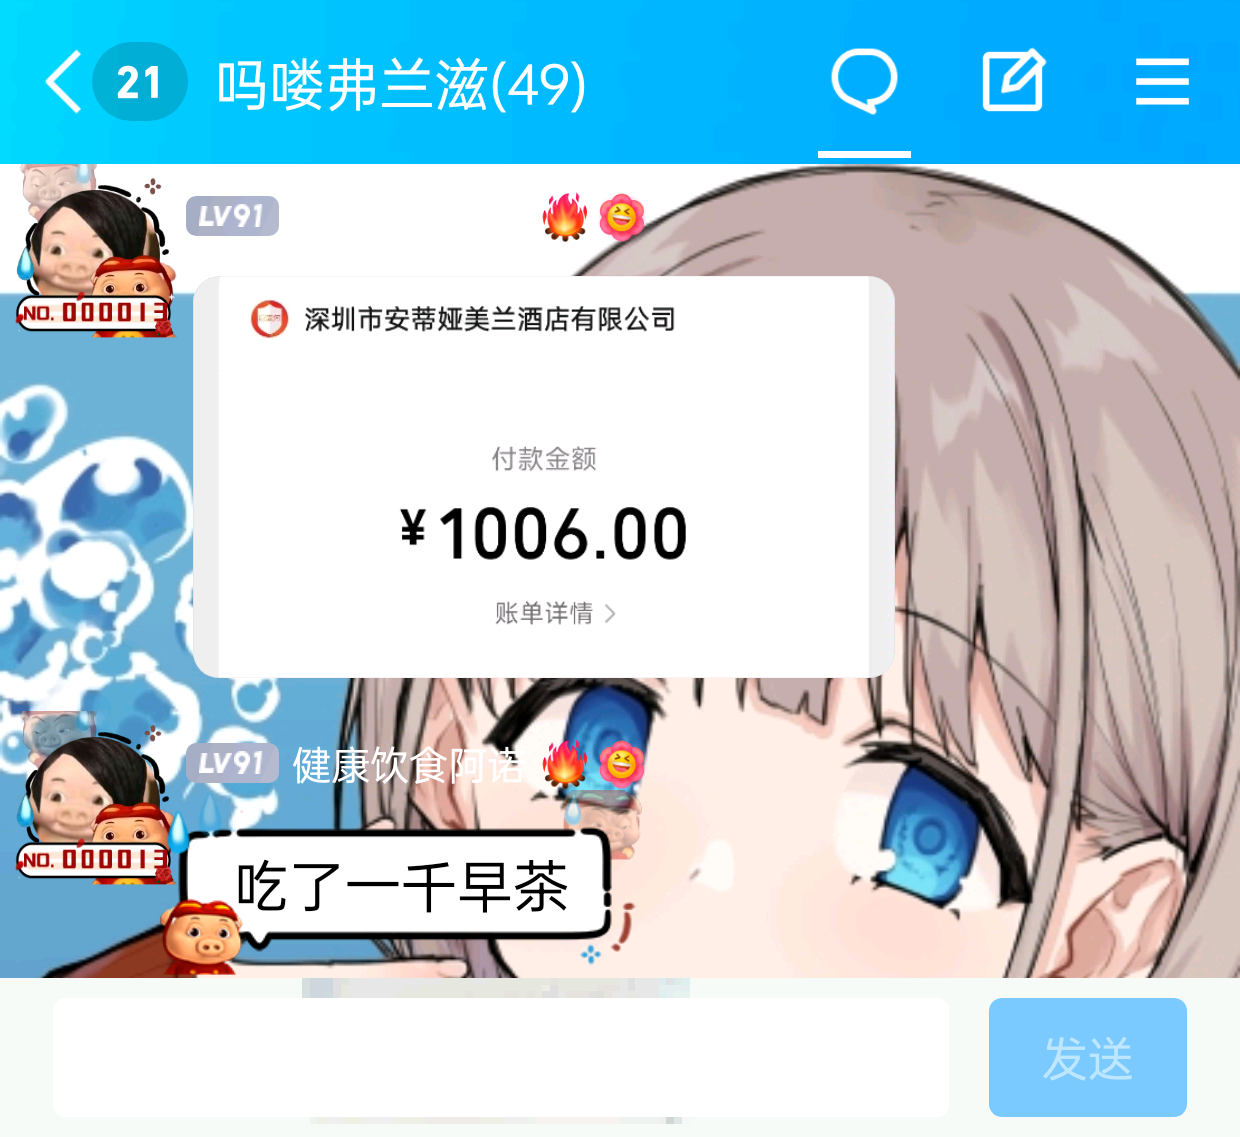 21 吗喽弗兰滋(49)
LV91
NO. 000013
深圳市安蒂娅美兰酒店有限公司
付款金额
¥1006.00
账单详情
LV91 健康饮食阿诺
NO. 000013
吃了一千早茶
发送